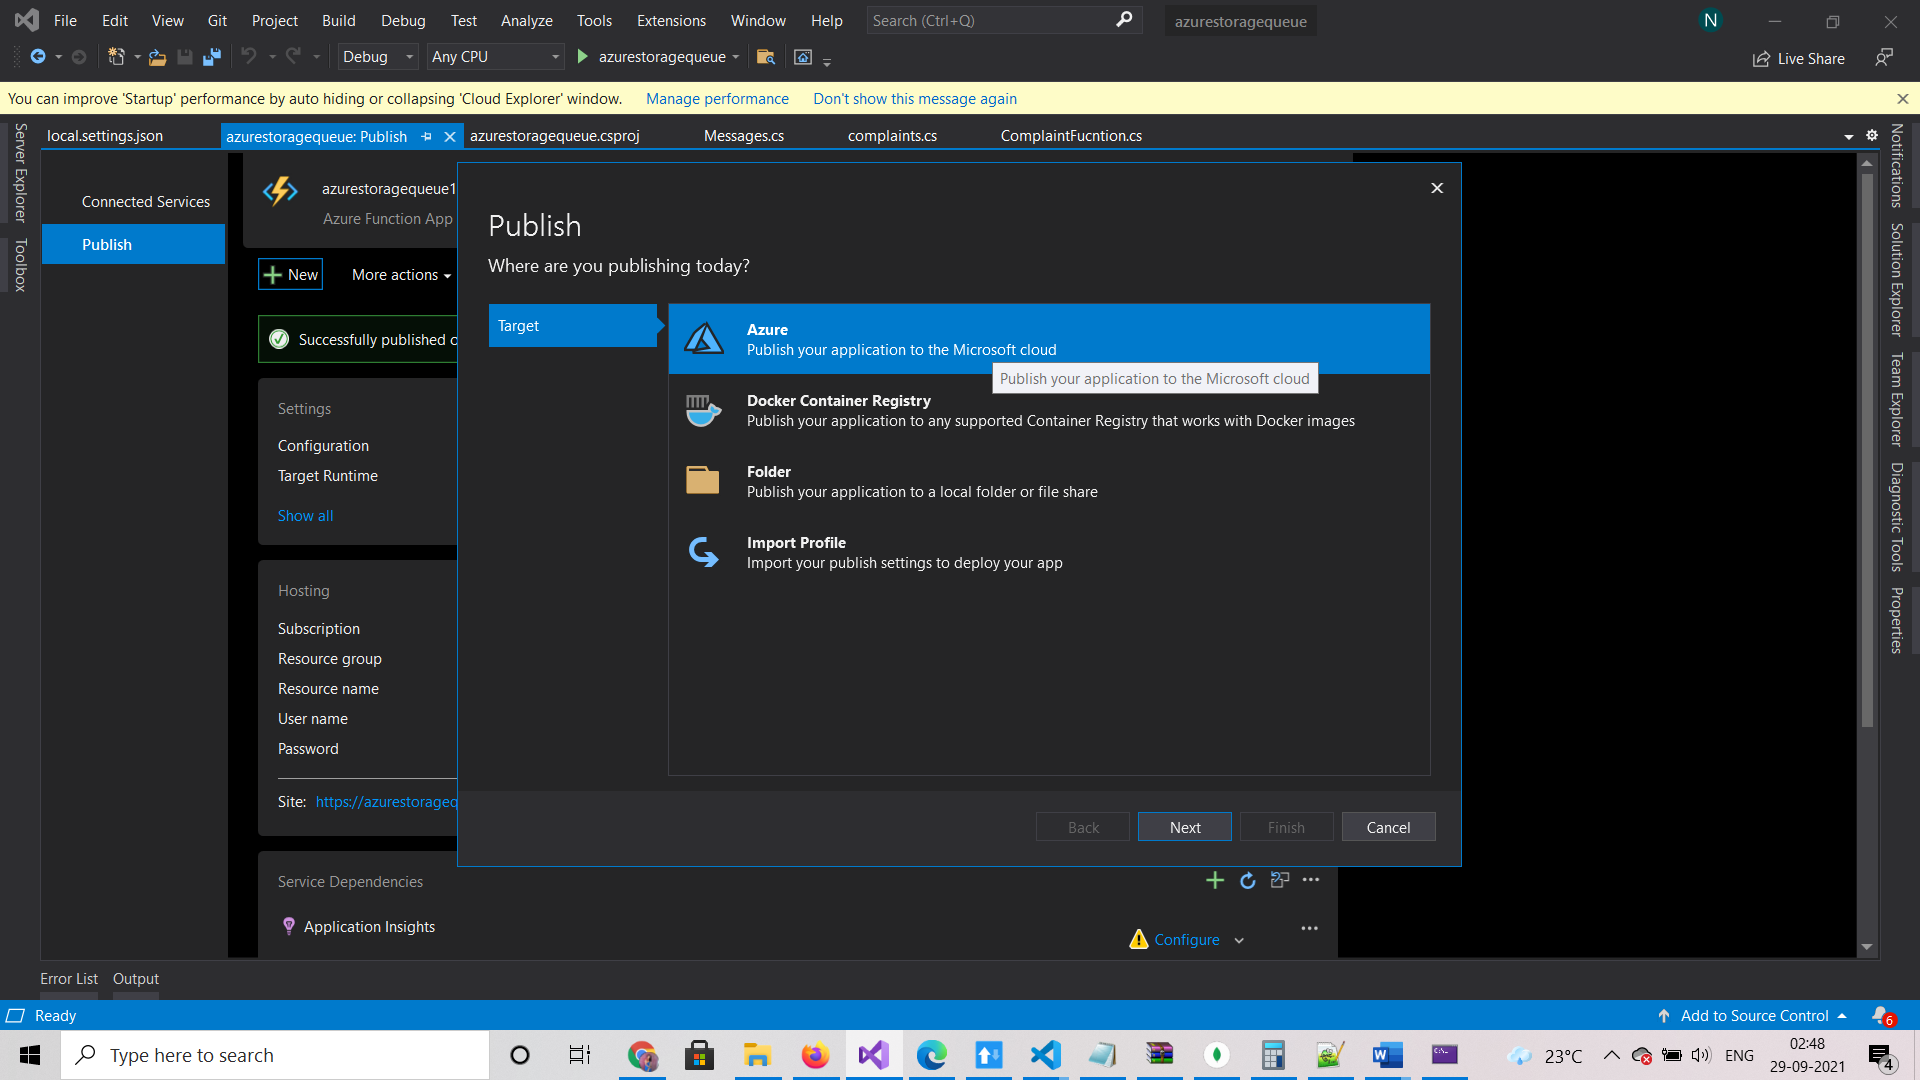 File Edit View Git Project Build Debug Test Analyze Tools Extensions Window Help Search (Ctrl+Q) azurestoragequeue N
Debug Any CPU azurestoragequeue Live Share
You can improve 'Startup' performance by auto hiding or collapsing 'Cloud Explorer' window. Manage performance Don't show this message again
local.settings.json azurestoragequeue: Publish azurestoragequeue.csproj Messages.cs complaints.cs ComplaintFucntion.cs
Server Explorer
Toolbox
Connected Services
Publish
azurestoragequeue1
Azure Function App
New More actions
Successfully published o
Settings
Configuration
Target Runtime
Show all
Hosting
Subscription
Resource group
Resource name
User name
Password
Site: https://azurestorageq
Service Dependencies
Application Insights
Configure
Publish
Where are you publishing today?
Target
Azure
Publish your application to the Microsoft cloud
Publish your application to the Microsoft cloud
Docker Container Registry
Publish your application to any supported Container Registry that works with Docker images
Folder
Publish your application to a local folder or file share
Import Profile
Import your publish settings to deploy your app
Back Next Finish Cancel
Notifications
Solution Explorer
Team Explorer
Diagnostic Tools
Properties
Error List Output
Ready Add to Source Control 6
Type here to search 23°C ENG 02:48
29-09-2021 4